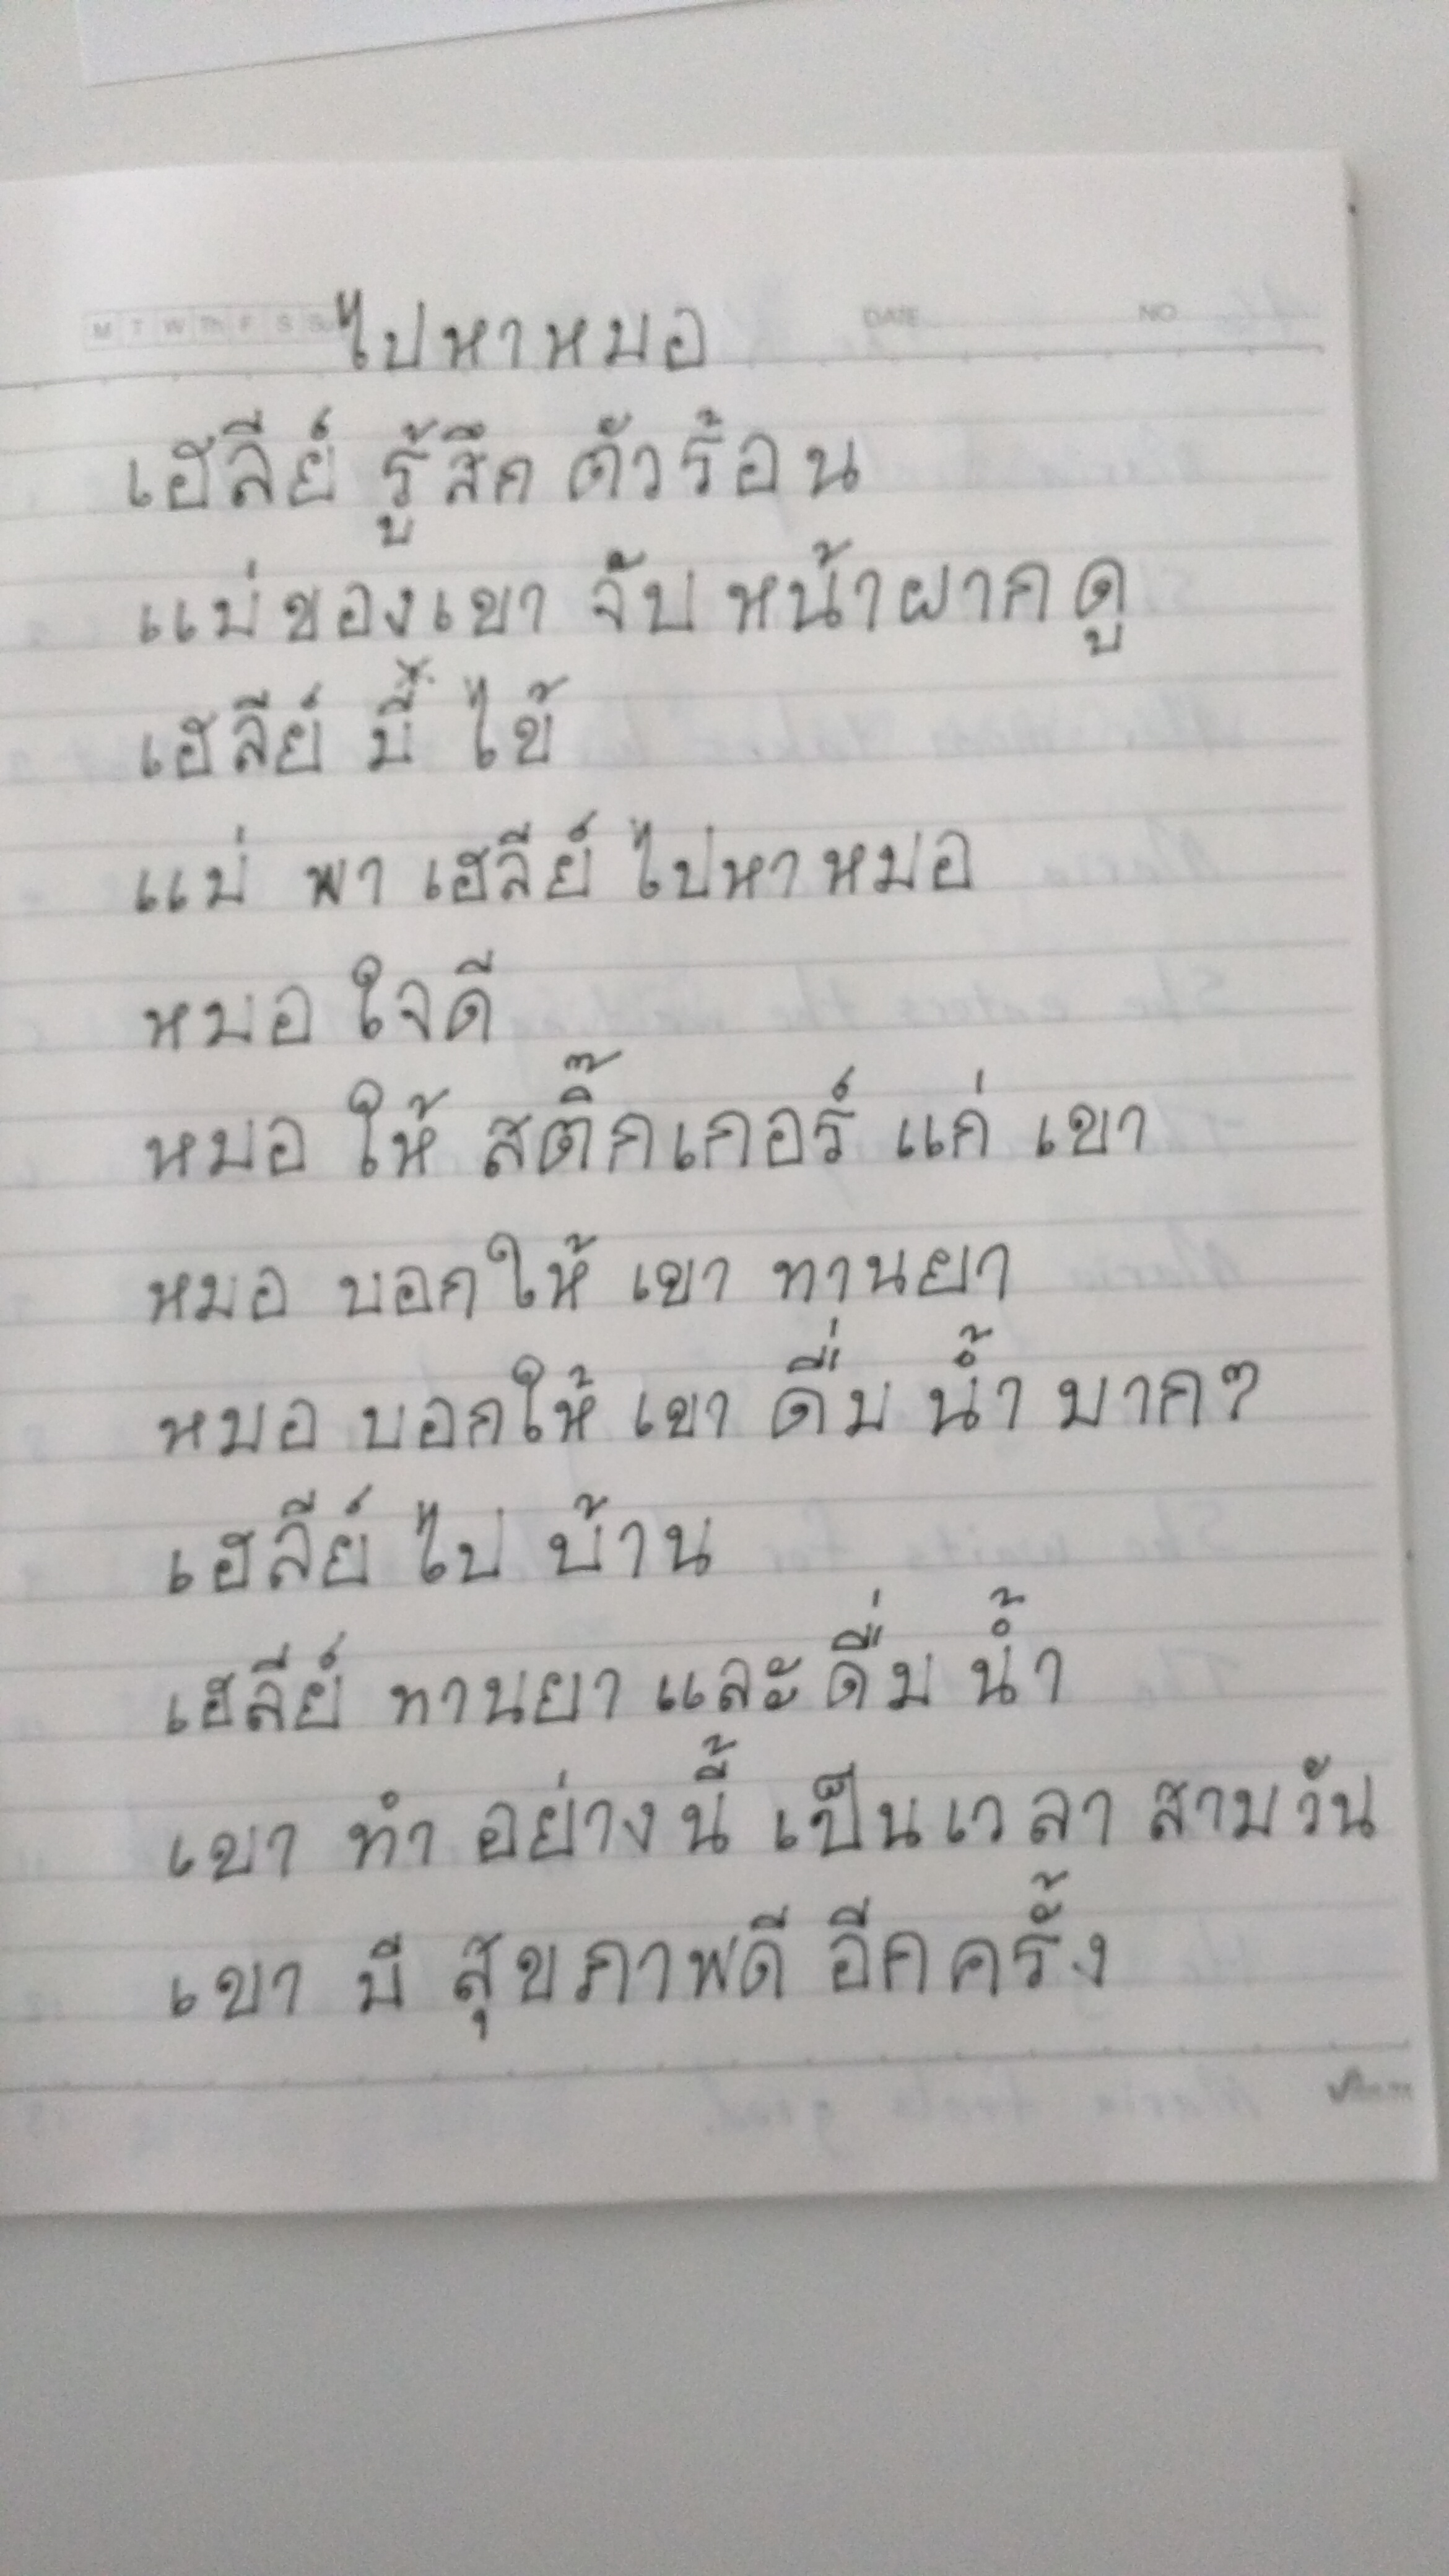 M T W Th F S Su
DATE
NO
ไปหาหมอ
เฮลีย์ รู้สึก ตัวร้อน
แม่ของเขา จับ หน้าผาก ดู
เฮลีย์ มี ไข้
แม่ พา เฮลีย์ ไปหา หมอ
หมอ ใจดี
หมอ ให้ สติ๊กเกอร์ แก่ เขา
หมอ บอกให้ เขา ทานยา
หมอ บอกให้ เขา ดื่ม น้ำ มากๆ
เฮลีย์ ไป บ้าน
เฮลีย์ ทานยา และ ดื่ม น้ำ
เขา ทำ อย่างนี้ เป็นเวลา สามวัน
เขา มี สุขภาพดี อีกครั้ง